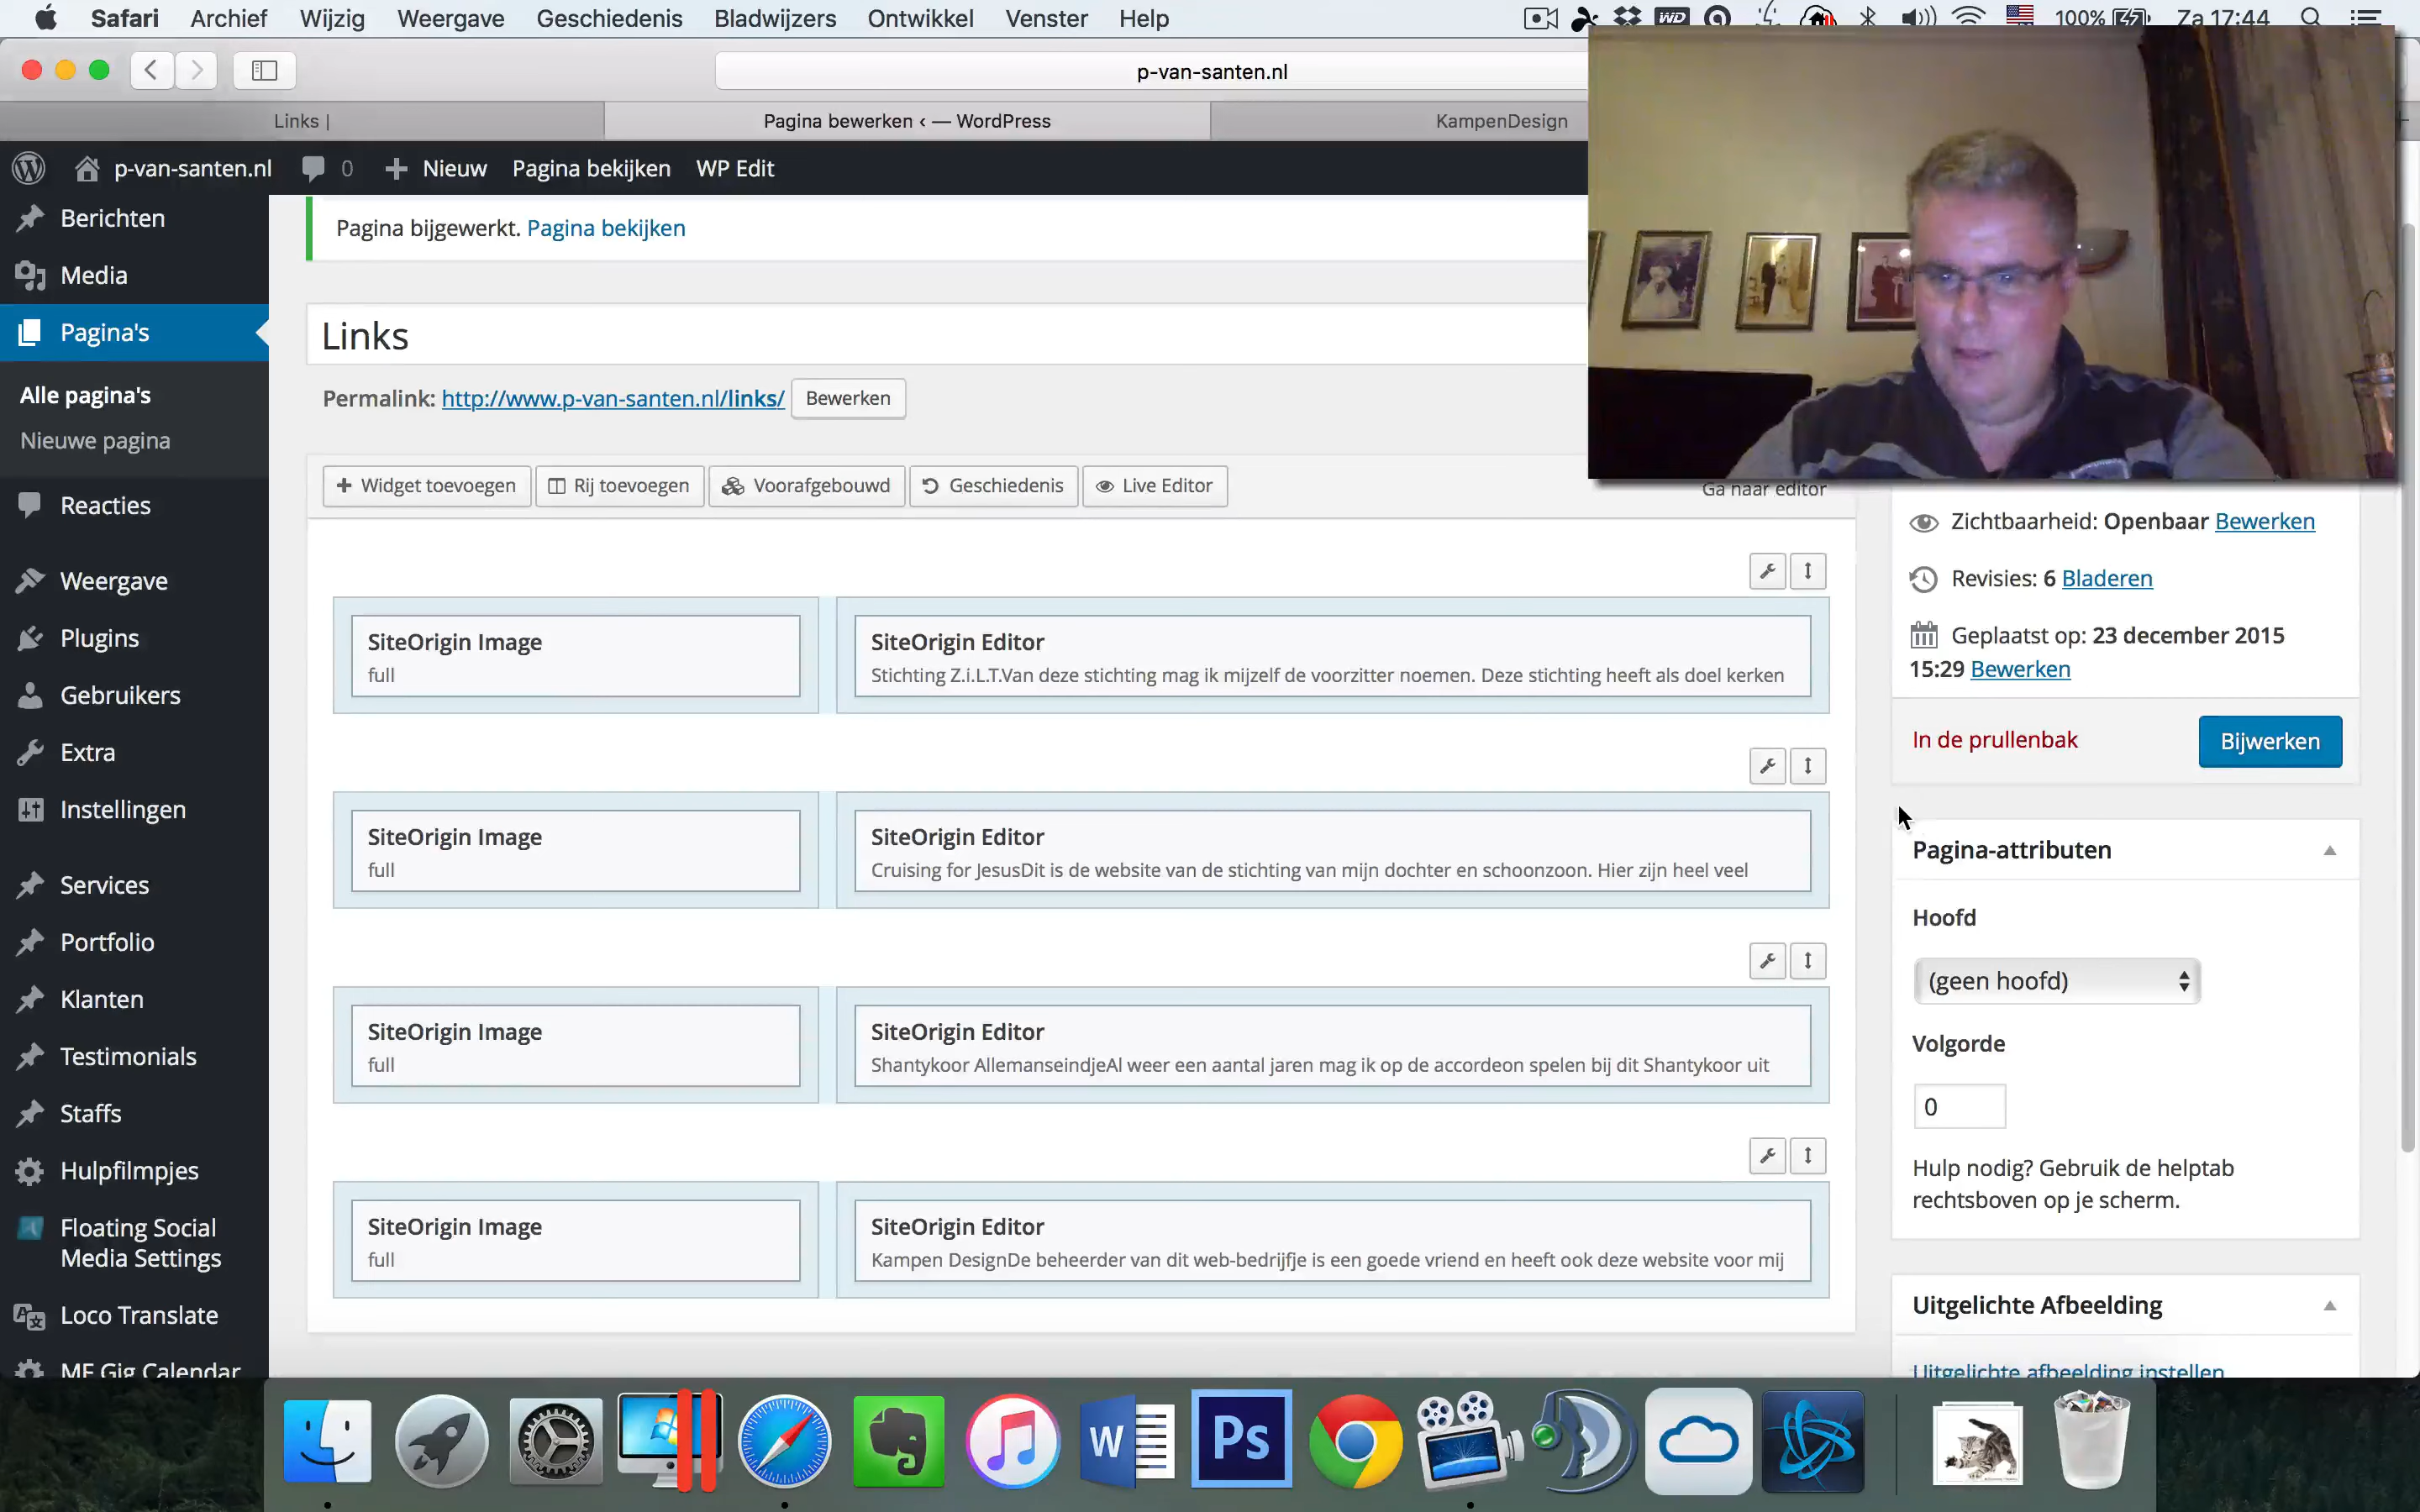 Safari Archief Wijzig Weergave Geschiedenis Bladwijzers Ontwikkel Venster Help
WD 100% Za 17:44
p-van-santen.nl
Links |
Pagina bewerken ‹ — WordPress
KampenDesign
p-van-santen.nl 0 Nieuw Pagina bekijken WP Edit
Berichten
Media
Pagina's
Alle pagina's
Nieuwe pagina
Reacties
Weergave
Plugins
Gebruikers
Extra
Instellingen
Services
Portfolio
Klanten
Testimonials
Staffs
Hulpfilmpjes
Floating Social
Media Settings
Loco Translate
MF Gig Calendar
Pagina bijgewerkt. Pagina bekijken
Links
Permalink: http://www.p-van-santen.nl/links/ Bewerken
Widget toevoegen Rij toevoegen Voorafgebouwd Geschiedenis Live Editor
Ga naar editor
SiteOrigin Image
full
SiteOrigin Editor
Stichting Z.i.L.T.Van deze stichting mag ik mijzelf de voorzitter noemen. Deze stichting heeft als doel kerken
SiteOrigin Image
full
SiteOrigin Editor
Cruising for JesusDit is de website van de stichting van mijn dochter en schoonzoon. Hier zijn heel veel
SiteOrigin Image
full
SiteOrigin Editor
Shantykoor AllemanseindjeAl weer een aantal jaren mag ik op de accordeon spelen bij dit Shantykoor uit
SiteOrigin Image
full
SiteOrigin Editor
Kampen DesignDe beheerder van dit web-bedrijfje is een goede vriend en heeft ook deze website voor mij
Zichtbaarheid: Openbaar Bewerken
Revisies: 6 Bladeren
Geplaatst op: 23 december 2015
15:29 Bewerken
In de prullenbak Bijwerken
Pagina-attributen
Hoofd
(geen hoofd)
Volgorde
0
Hulp nodig? Gebruik de helptab
rechtsboven op je scherm.
Uitgelichte Afbeelding
Uitgelichte afbeelding instellen
W
Ps